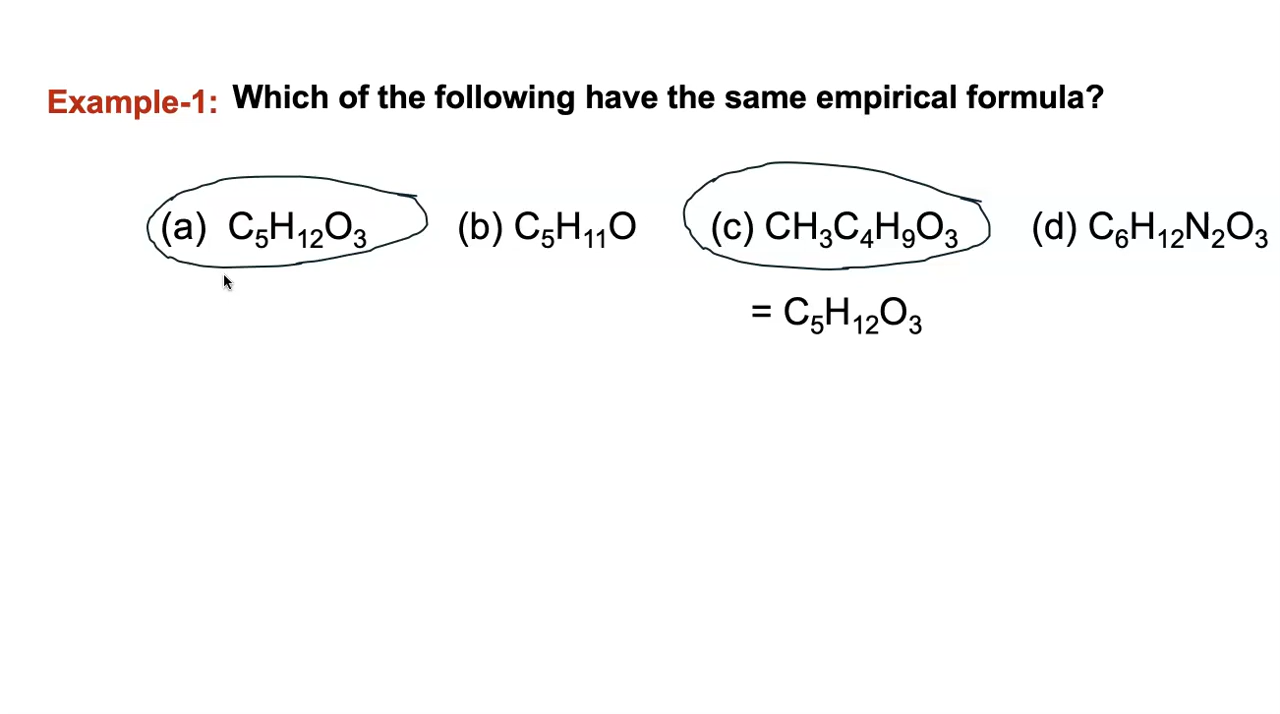 Example-1: Which of the following have the same empirical formula?
(a) C₅H₁₂O₃ (b) C₅H₁₁O (c) CH₃C₄H₉O₃ (d) C₆H₁₂N₂O₃
= C₅H₁₂O₃